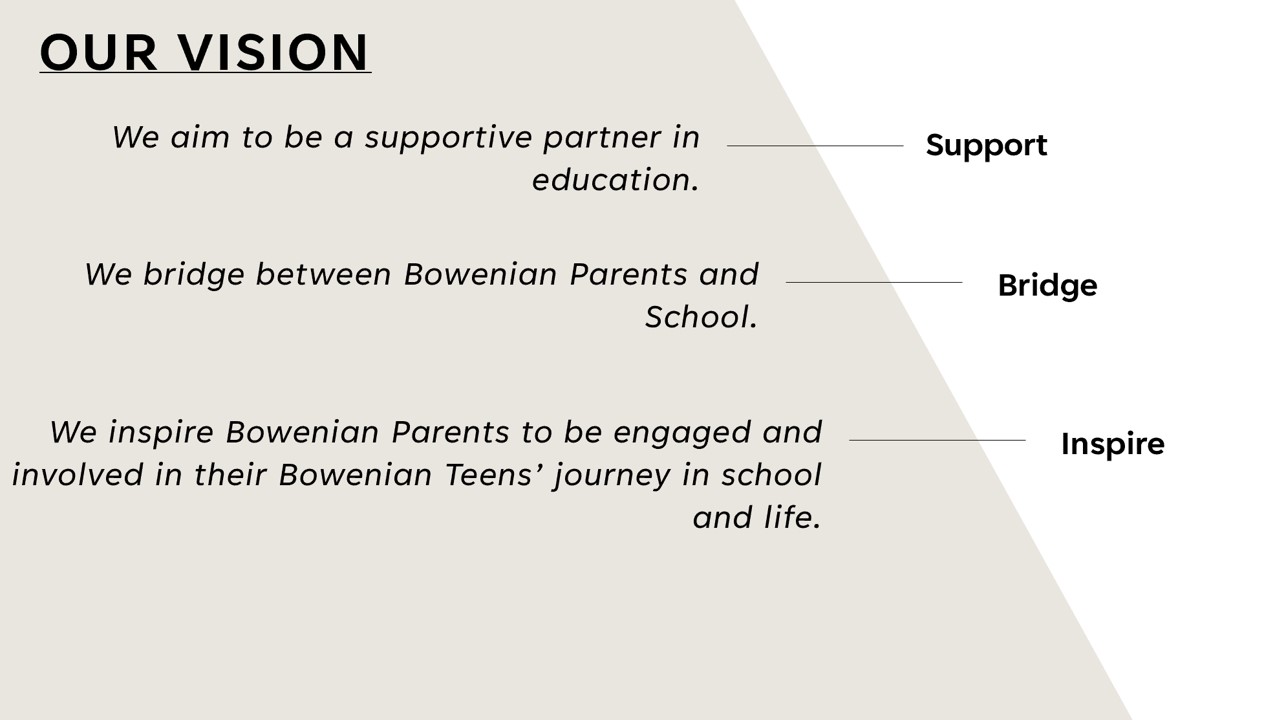 OUR VISION
We aim to be a supportive partner in
education.
Support
We bridge between Bowenian Parents and
School.
Bridge
We inspire Bowenian Parents to be engaged and
involved in their Bowenian Teens’ journey in school
and life.
Inspire